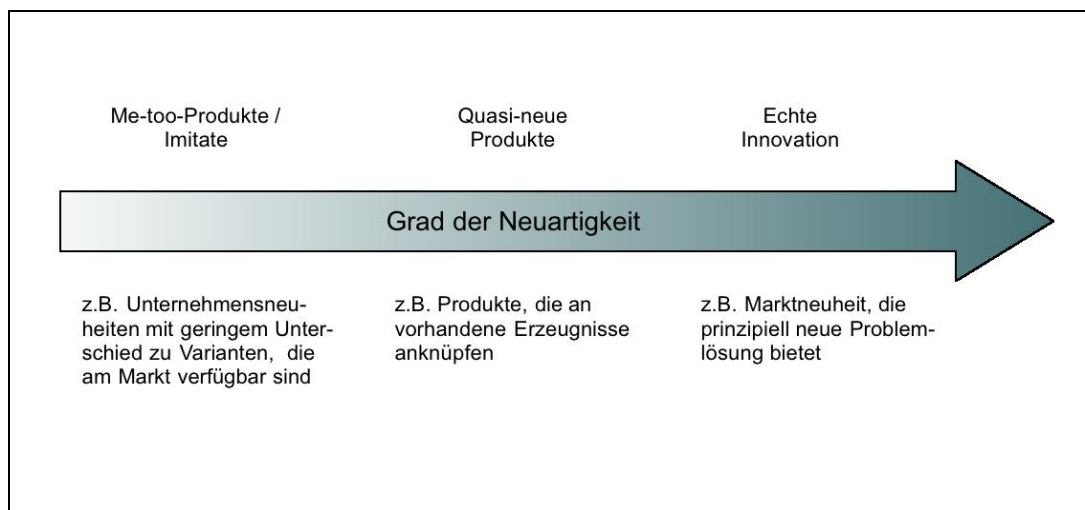 Me-too-Produkte /
Imitate
Quasi-neue
Produkte
Echte
Innovation
Grad der Neuartigkeit
z.B. Unternehmensneu-
heiten mit geringem Unter-
schied zu Varianten,  die
am Markt verfügbar sind
z.B. Produkte, die an
vorhandene Erzeugnisse
anknüpfen
z.B. Marktneuheit, die
prinzipiell neue Problem-
lösung bietet